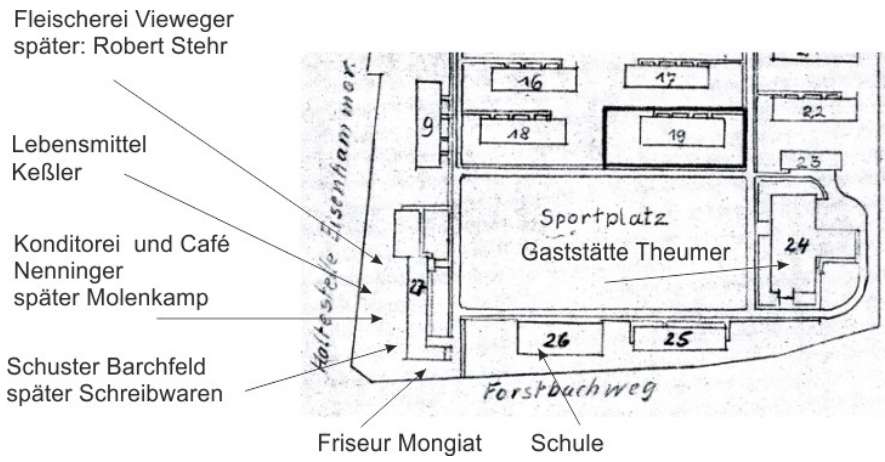 Fleischerei Vieweger
später: Robert Stehr
Lebensmittel
Keßler
Konditorei und Café
Nenninger
später Molenkamp
Schuster Barchfeld
später Schreibwaren
Friseur Mongiat
Schule
Haltestelle Eisenhammer
16
17
9
18
19
22
23
Sportplatz
Gaststätte Theumer
24
27
26
25
Forstbachweg